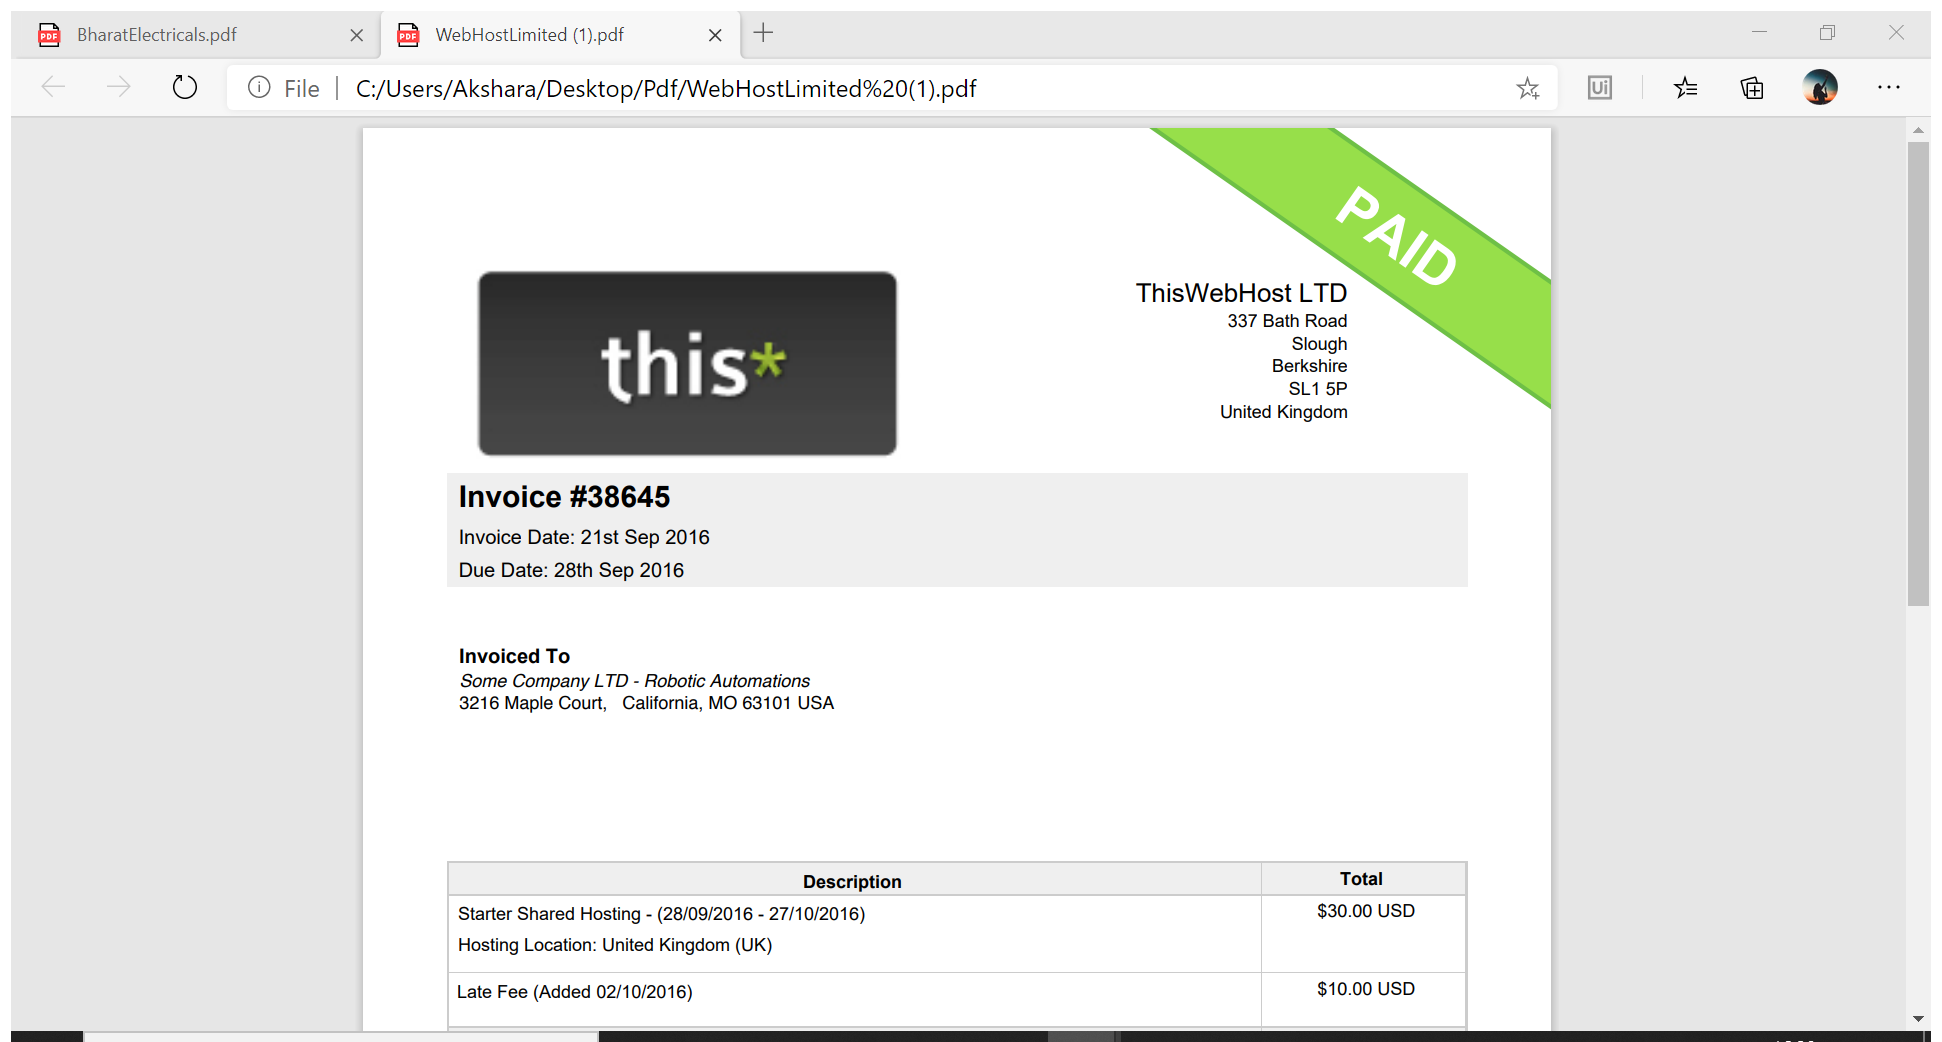 BharatElectricals.pdf
WebHostLimited (1).pdf
File | C:/Users/Akshara/Desktop/Pdf/WebHostLimited%20(1).pdf
Ui
PAID
this*
ThisWebHost LTD
337 Bath Road
Slough
Berkshire
SL1 5P
United Kingdom
Invoice #38645
Invoice Date: 21st Sep 2016
Due Date: 28th Sep 2016
Invoiced To
Some Company LTD - Robotic Automations
3216 Maple Court,   California, MO 63101 USA
Description Total
Starter Shared Hosting - (28/09/2016 - 27/10/2016) $30.00 USD
Hosting Location: United Kingdom (UK)
Late Fee (Added 02/10/2016) $10.00 USD